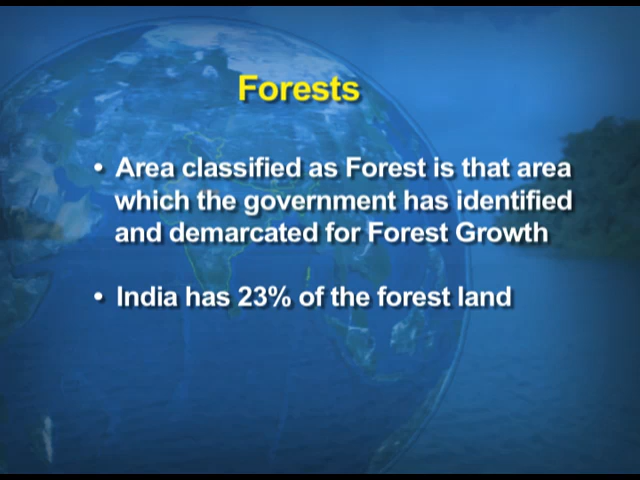 Forests
• Area classified as Forest is that area
which the government has identified
and demarcated for Forest Growth
• India has 23% of the forest land